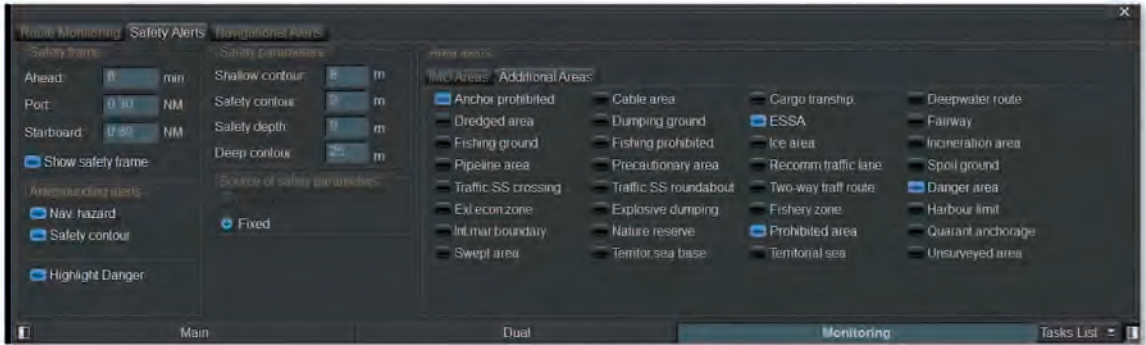 Route Monitoring Safety Alerts Navigational Alerts
Safety frame
Ahead: 6 min
Port: NM
Starboard: NM
Show safety frame
Antigrounding alerts
Nav. hazard
Safety contour
Highlight Danger
Safety parameters
Shallow contour: m
Safety contour: 9 m
Safety depth: 9 m
Deep contour: 25 m
Source of safety parameters
Fixed
Area alerts
IMO Areas Additional Areas
Anchor prohibited Cable area Cargo tranship. Deepwater route
Dredged area Dumping ground ESSA Fairway
Fishing ground Fishing prohibited Ice area Incineration area
Pipeline area Precautionary area Recomm traffic lane Spoil ground
Traffic SS crossing Traffic SS roundabout Two-way traff route Danger area
Exl.econ.zone Explosive dumping Fishery zone Harbour limit
Int.mar boundary Nature reserve Prohibited area Quarant anchorage
Swept area Territor.sea base Territorial sea Unsurveyed area
Main Dual Monitoring Tasks List